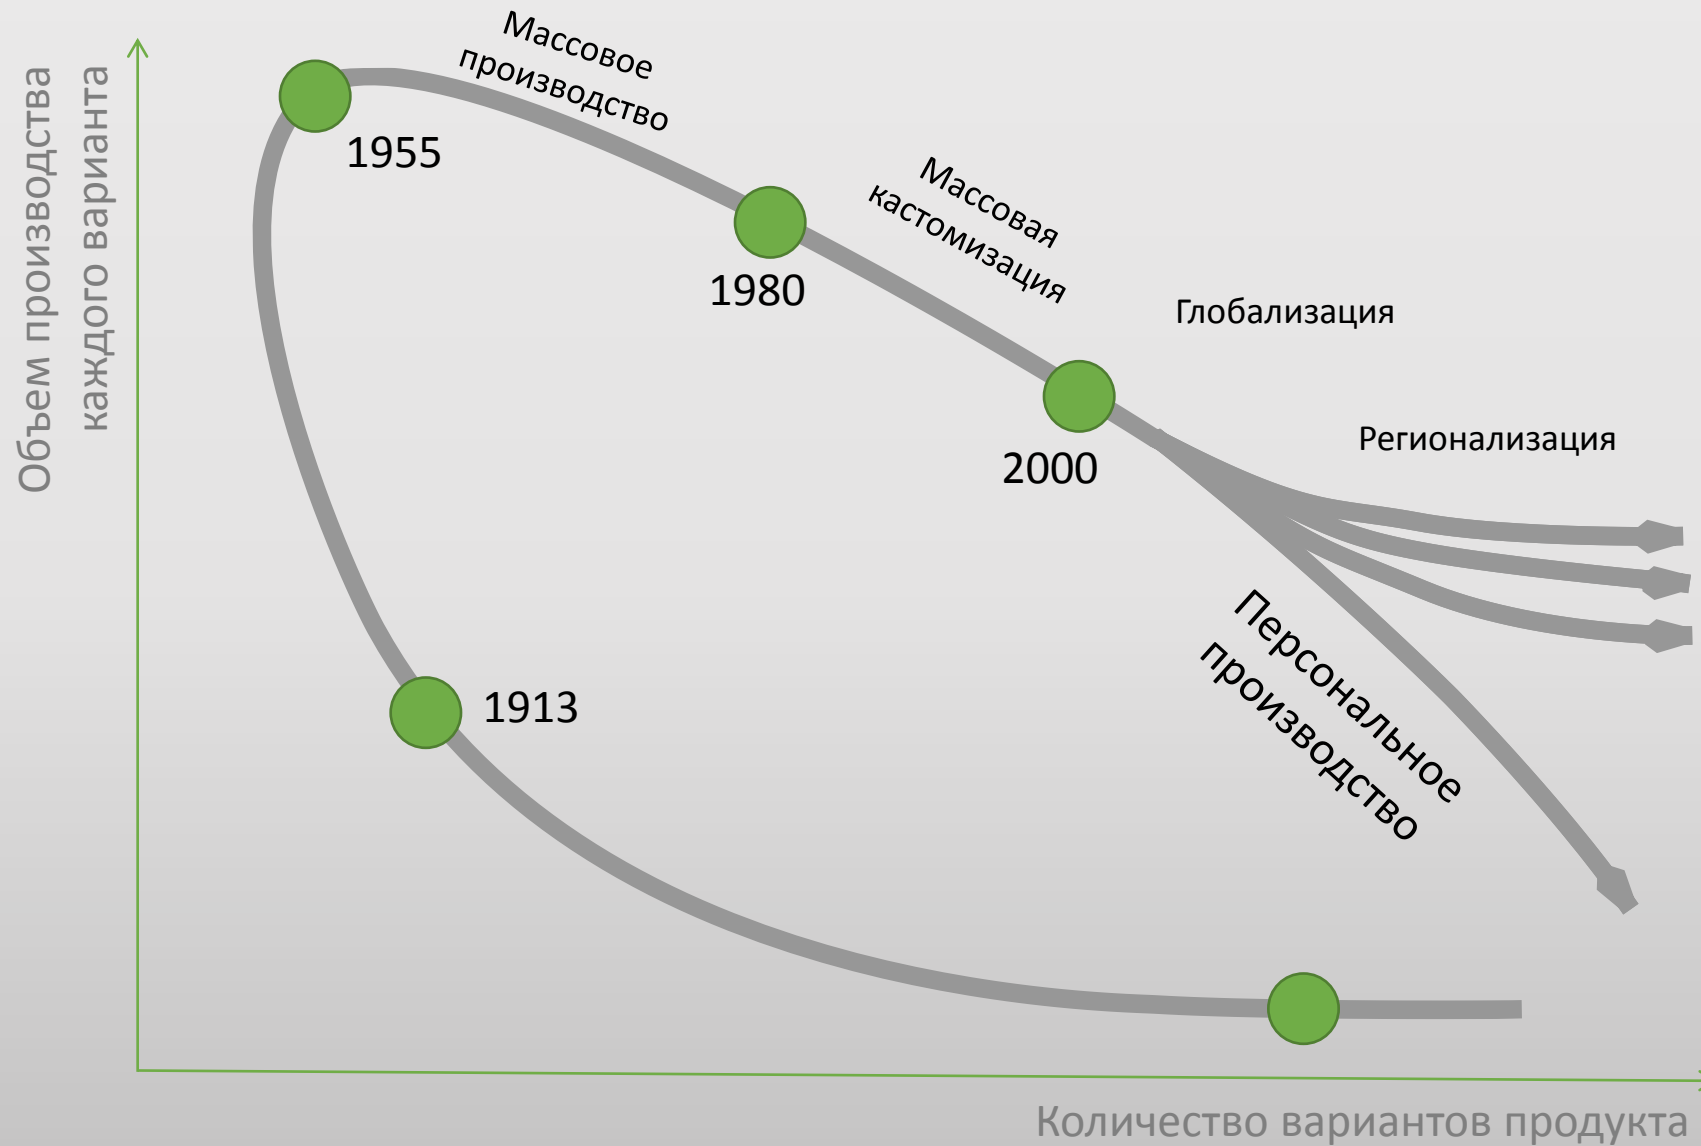 Объем производства
каждого варианта
Массовое
производство
1955
1980
Массовая
кастомизация
Глобализация
2000
Регионализация
1913
Персональное
производство
Количество вариантов продукта